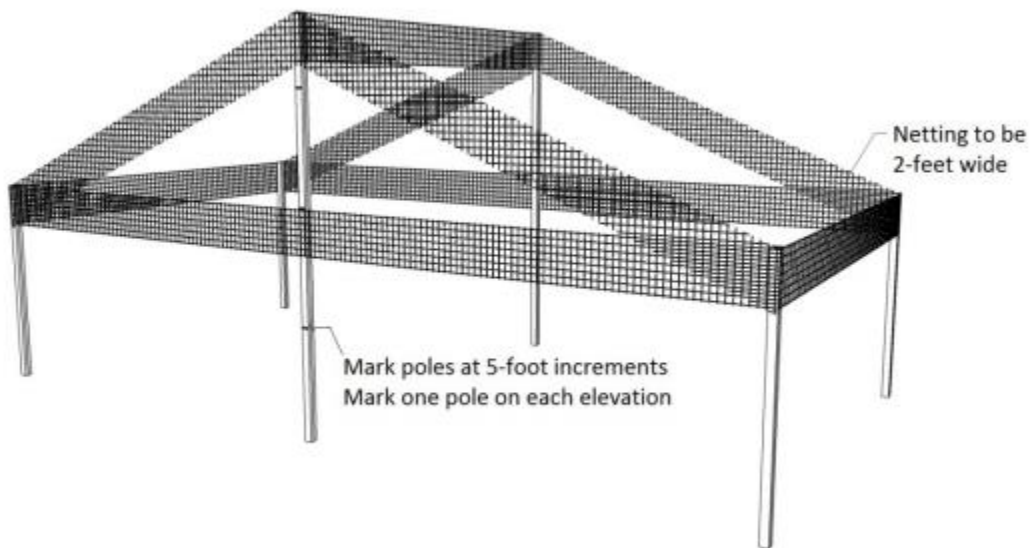 Netting to be
2-feet wide
Mark poles at 5-foot increments
Mark one pole on each elevation